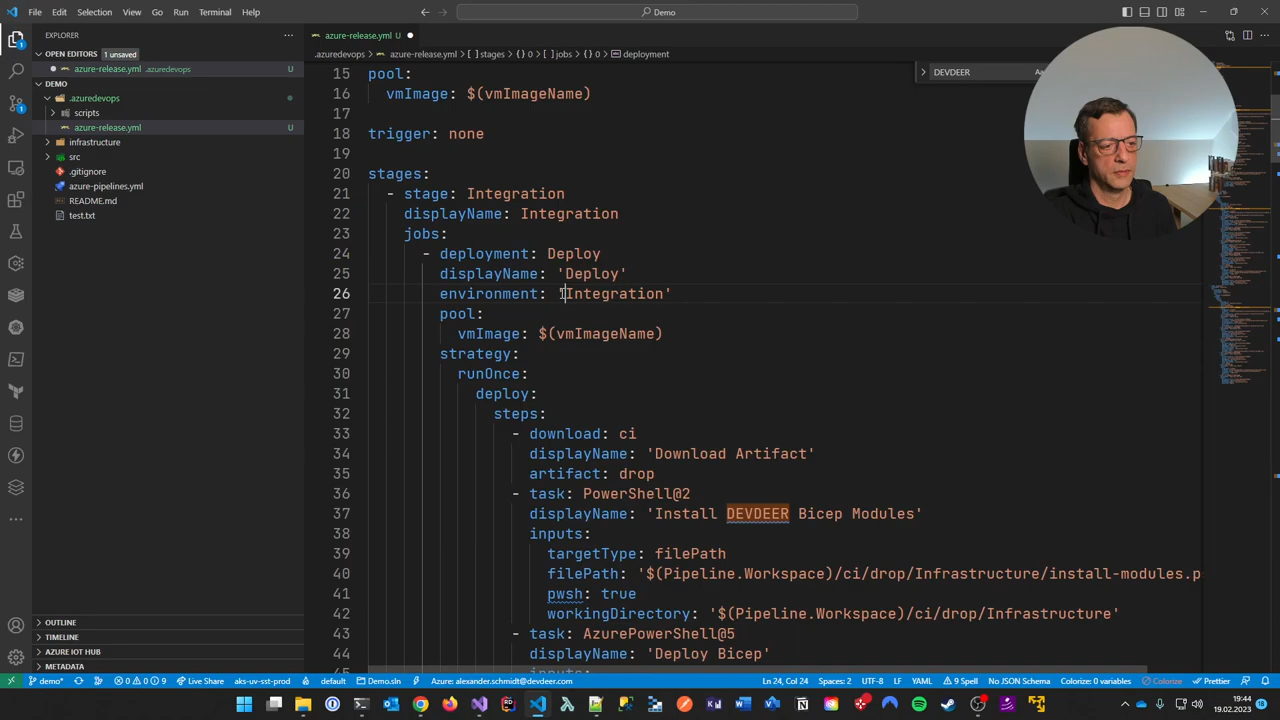 File Edit Selection View Go Run Terminal Help
Demo
EXPLORER
OPEN EDITORS 1 unsaved
azure-release.yml .azuredevops U
DEMO
.azuredevops
scripts
azure-release.yml U
infrastructure
src
.gitignore
azure-pipelines.yml
README.md
test.txt
OUTLINE
TIMELINE
AZURE IOT HUB
METADATA
azure-release.yml U
.azuredevops > azure-release.yml > [ ] stages > {} 0 > [ ] jobs > {} 0 > deployment
DEVDEER
15 pool:
16 vmImage: $(vmImageName)
17
18 trigger: none
19
20 stages:
21 - stage: Integration
22 displayName: Integration
23 jobs:
24 - deployment: Deploy
25 displayName: 'Deploy'
26 environment: 'Integration'
27 pool:
28 vmImage: $(vmImageName)
29 strategy:
30 runOnce:
31 deploy:
32 steps:
33 - download: ci
34 displayName: 'Download Artifact'
35 artifact: drop
36 - task: PowerShell@2
37 displayName: 'Install DEVDEER Bicep Modules'
38 inputs:
39 targetType: filePath
40 filePath: '$(Pipeline.Workspace)/ci/drop/Infrastructure/install-modules.p
41 pwsh: true
42 workingDirectory: '$(Pipeline.Workspace)/ci/drop/Infrastructure'
43 - task: AzurePowerShell@5
44 displayName: 'Deploy Bicep'
45 inputs:
demo* 0 0 9 Live Share aks-uv-sst-prod default Demo.sln Azure: alexander.schmidt@devdeer.com Ln 24, Col 24 Spaces: 2 UTF-8 LF YAML 9 Spell No JSON Schema Colorize: 0 variables Colorize Prettier
19:44
19.02.2023